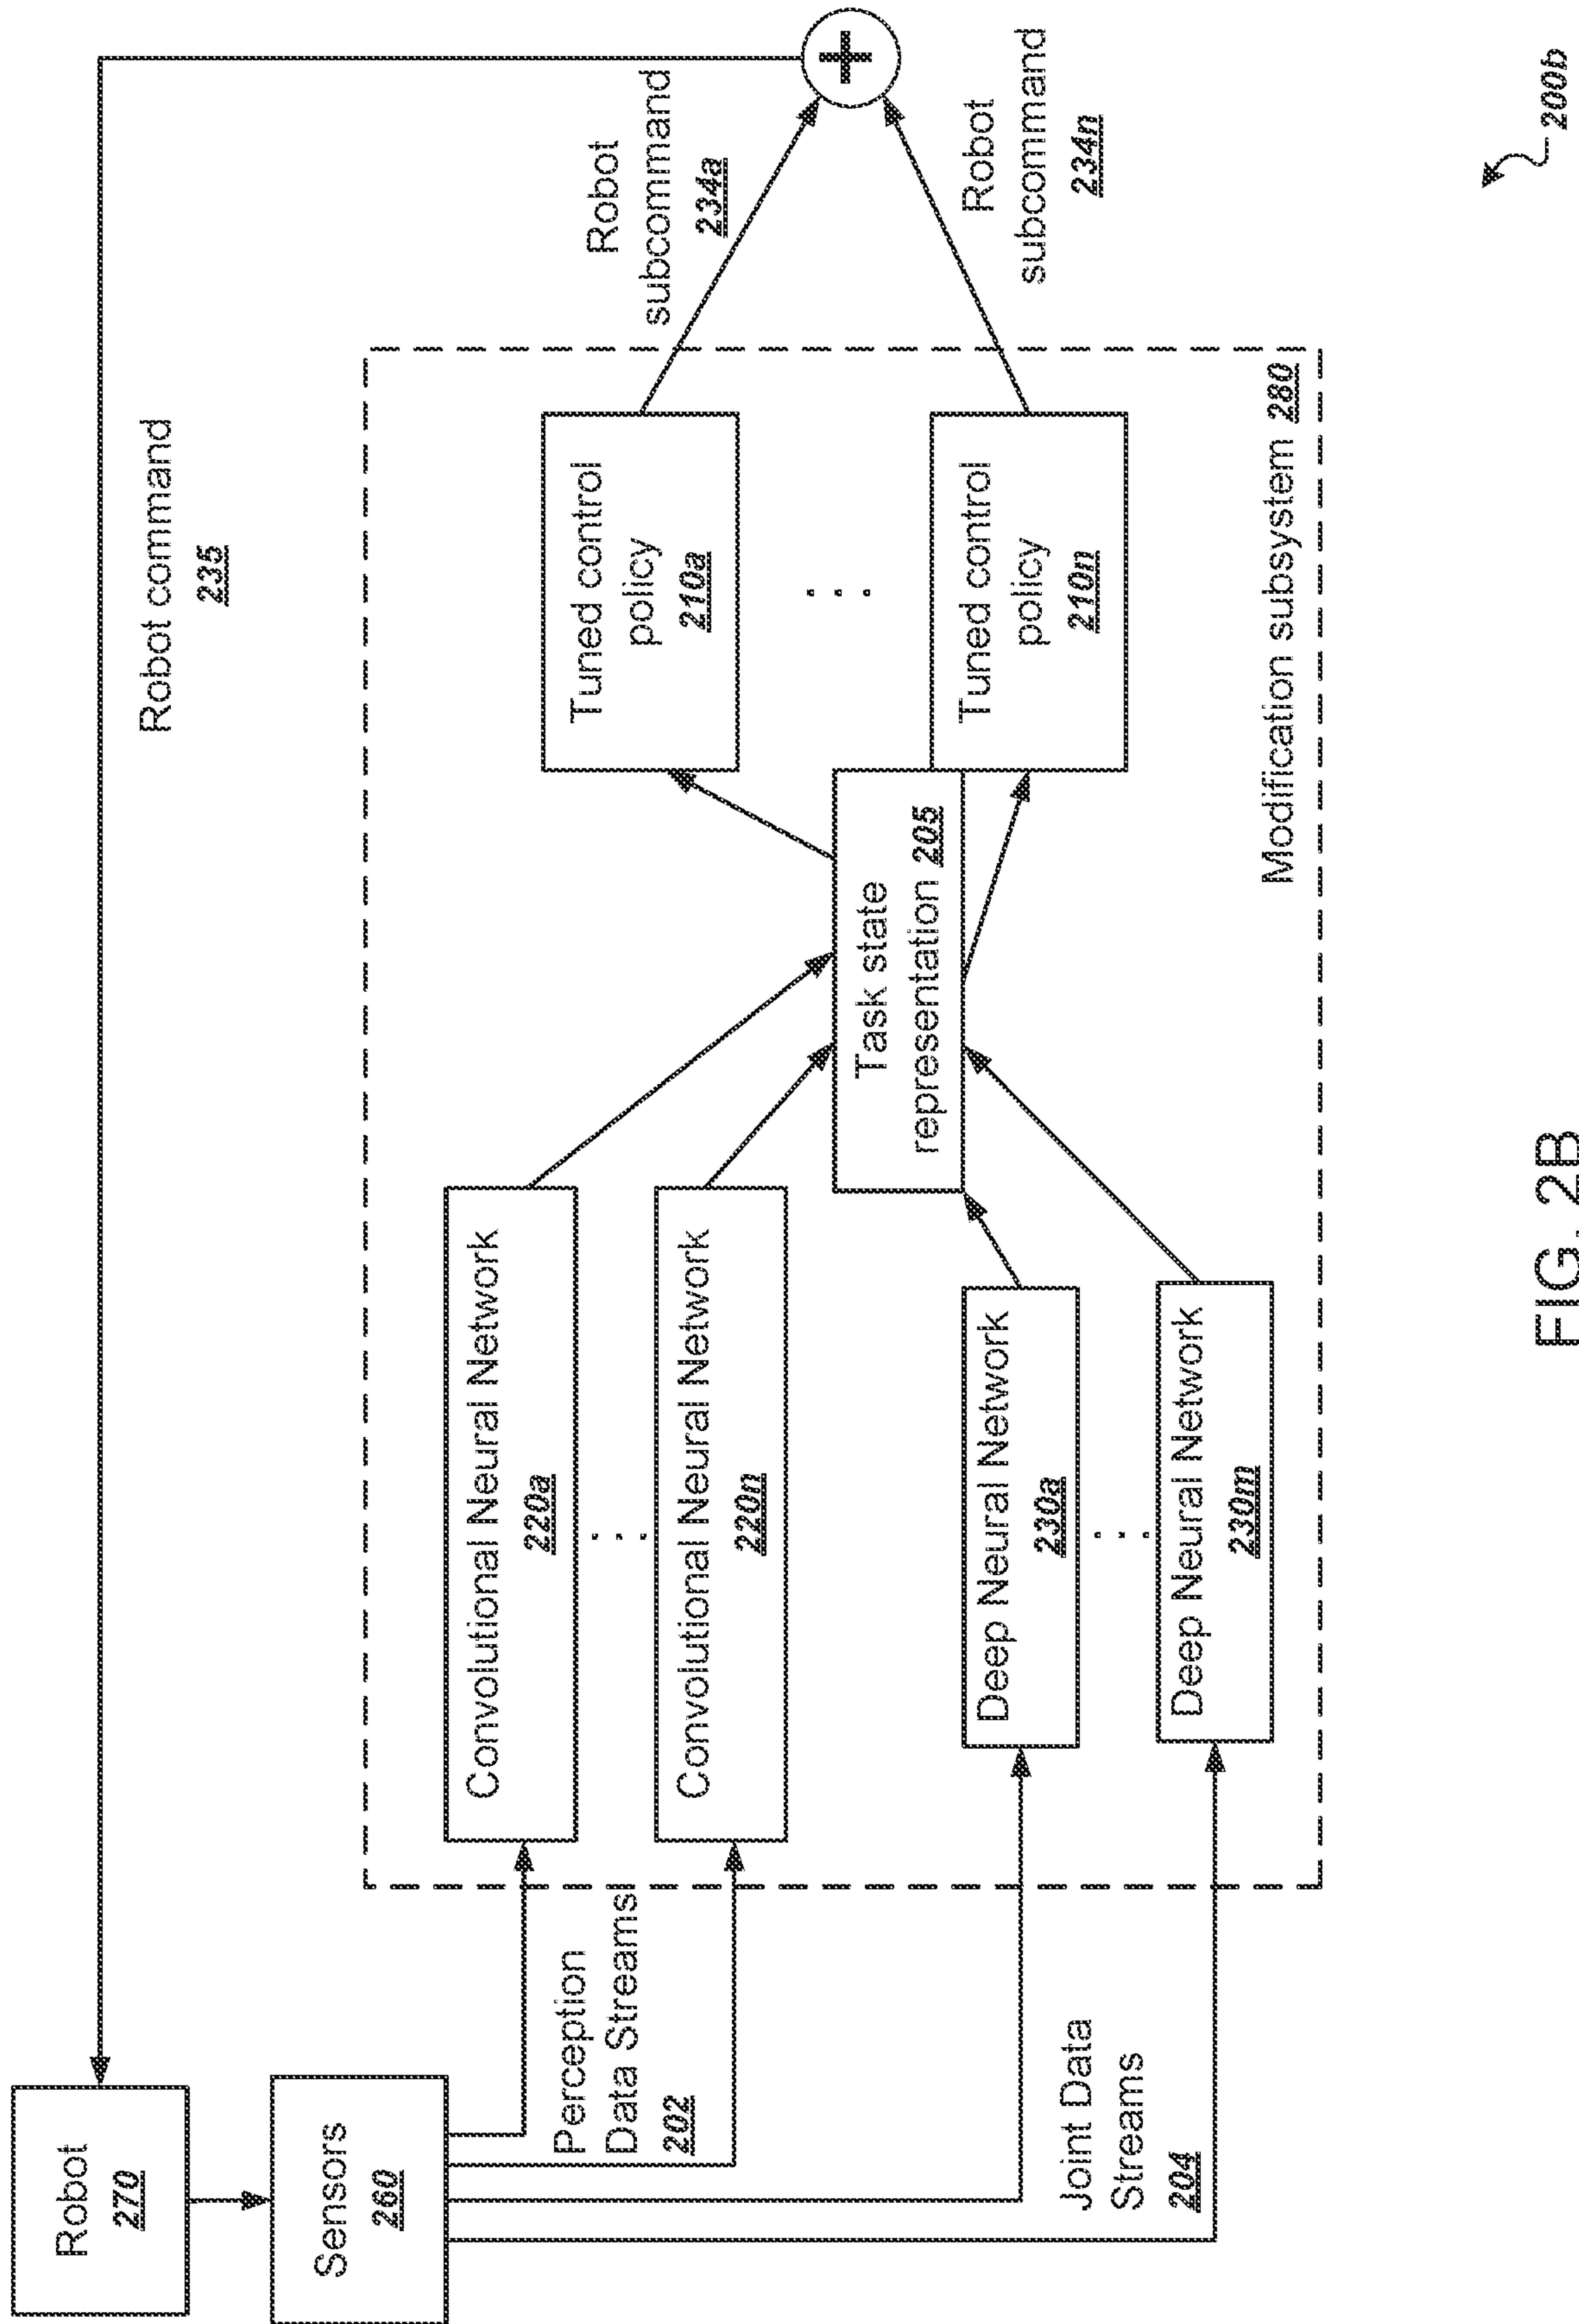 Robot command
235
Robot
270
Sensors
260
Perception
Data Streams
202
Joint Data
Streams
204
Convolutional Neural Network
220a
. . .
Convolutional Neural Network
220n
Deep Neural Network
230a
. . .
Deep Neural Network
230m
Task state
representation 205
Tuned control
policy
210a
. . .
Tuned control
policy
210n
Modification subsystem 280
Robot
subcommand
234a
Robot
subcommand
234n
+
200b
FIG. 2B